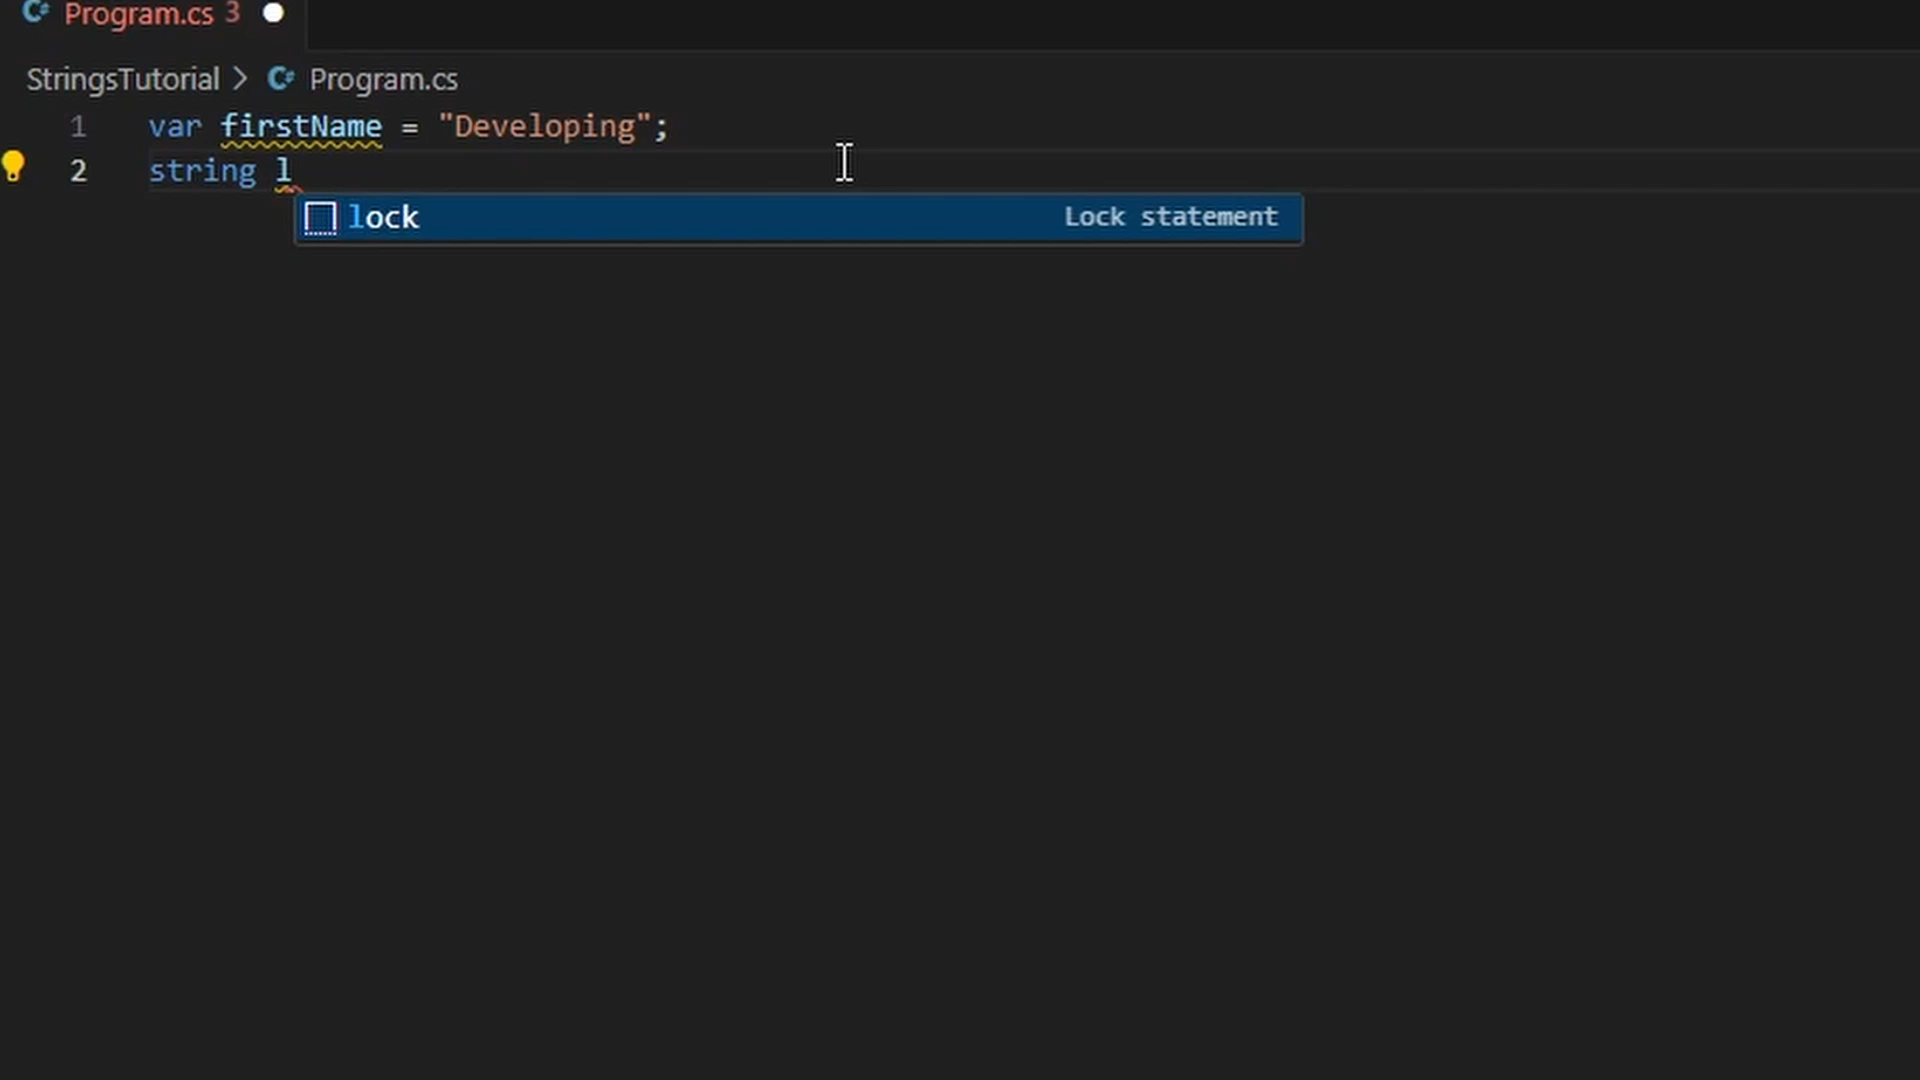 Program.cs 3
StringsTutorial > Program.cs
1 var firstName = "Developing";
2 string l
lock Lock statement